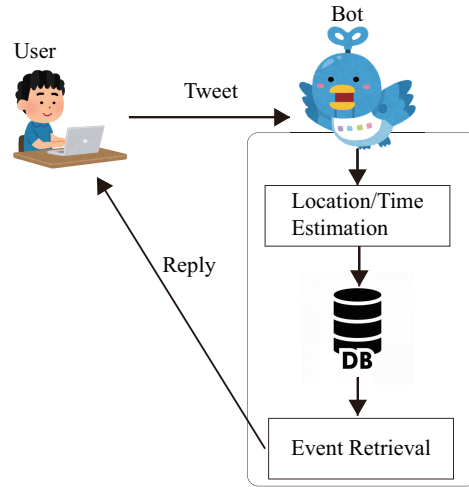 Bot
User
Tweet
Location/Time
Estimation
Reply
DB
Event Retrieval